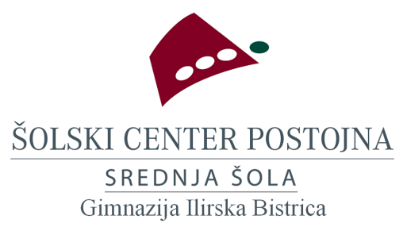 ŠOLSKI CENTER POSTOJNA
SREDNJA ŠOLA
Gimnazija Ilirska Bistrica